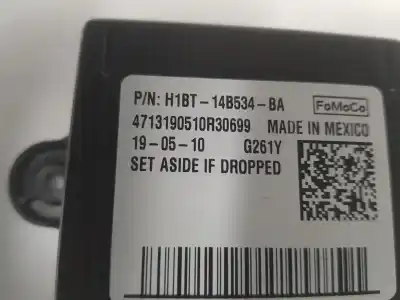 P/N: H1BT-14B534-BA FoMoCo
4713190510R30699 MADE IN MEXICO
19-05-10 G261Y
SET ASIDE IF DROPPED